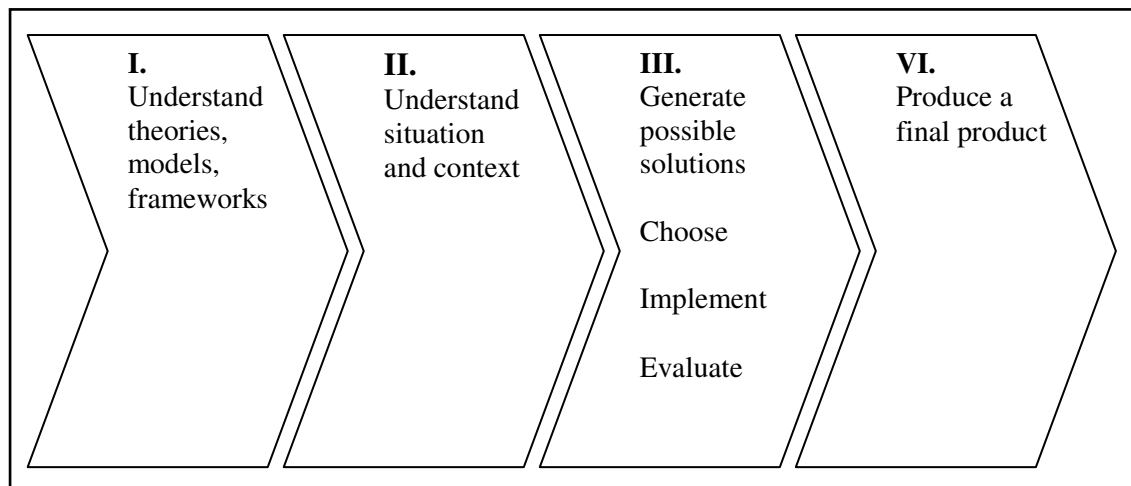 I.
Understand
theories,
models,
frameworks
II.
Understand
situation
and context
III.
Generate
possible
solutions
Choose
Implement
Evaluate
VI.
Produce a
final product